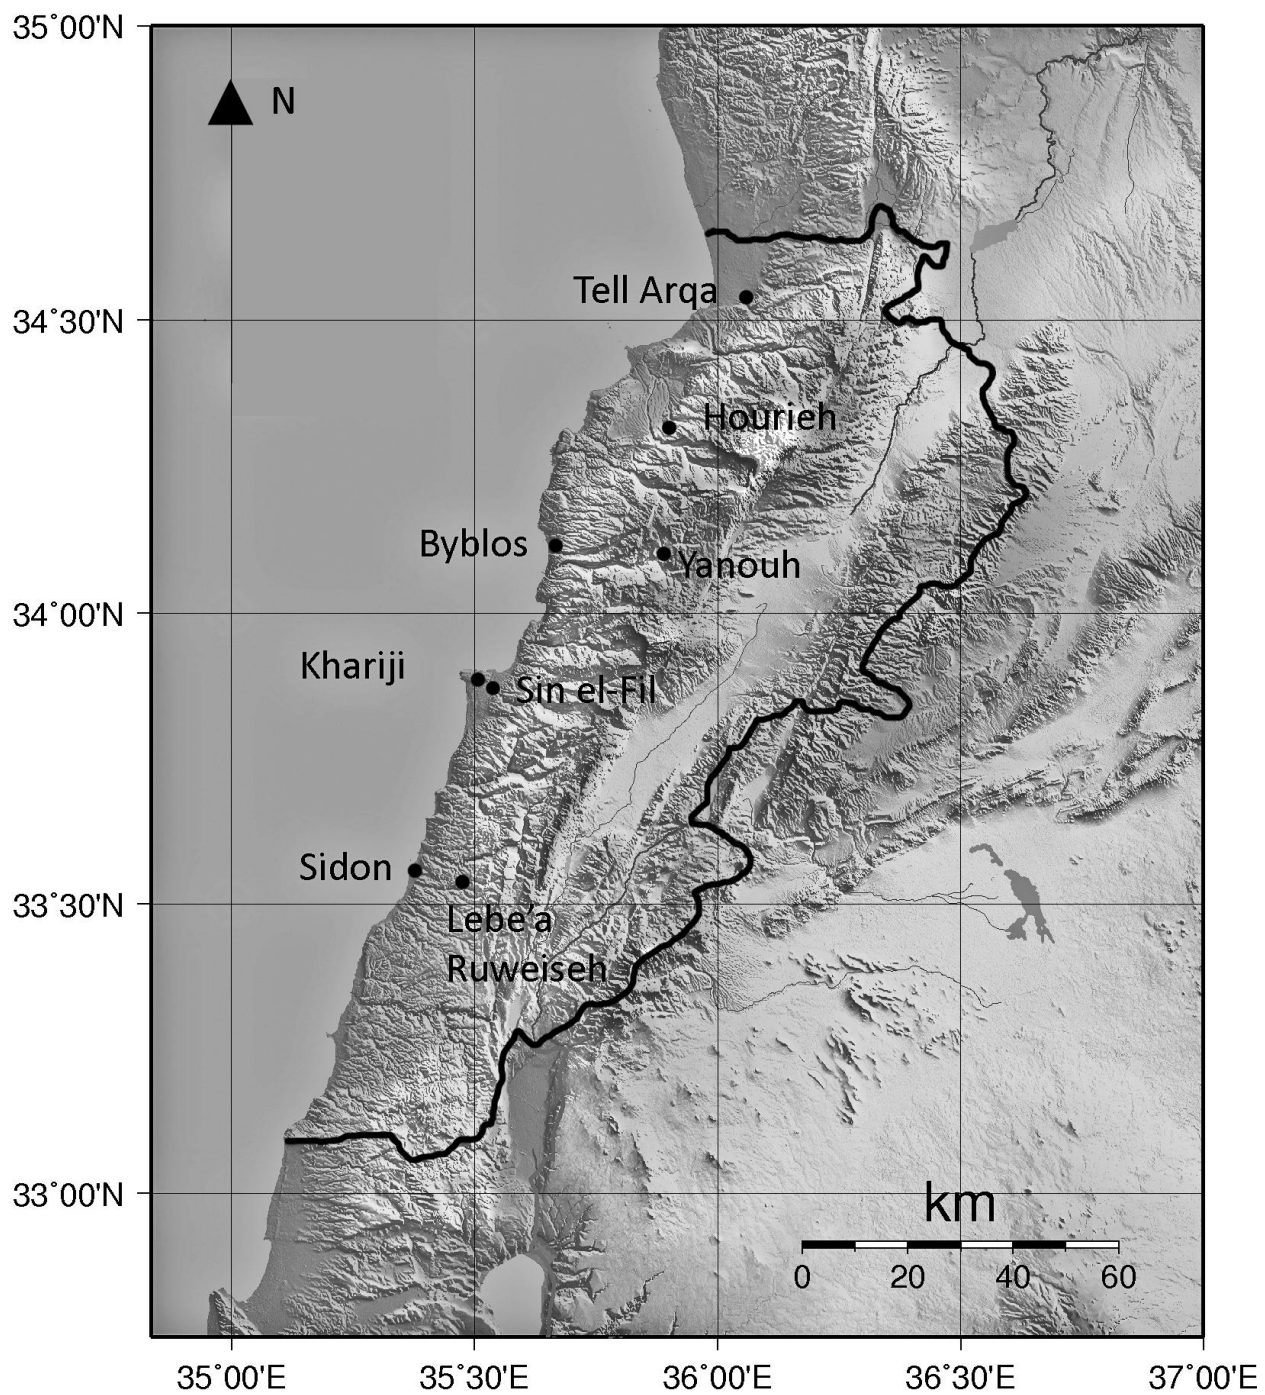 35°00'N
N
Tell Arqa
34°30'N
Hourieh
Byblos
Yanouh
34°00'N
Khariji
Sin el-Fil
Sidon
33°30'N
Lebe'a
Ruweiseh
33°00'N
km
0 20 40 60
35°00'E 35°30'E 36°00'E 36°30'E 37°00'E